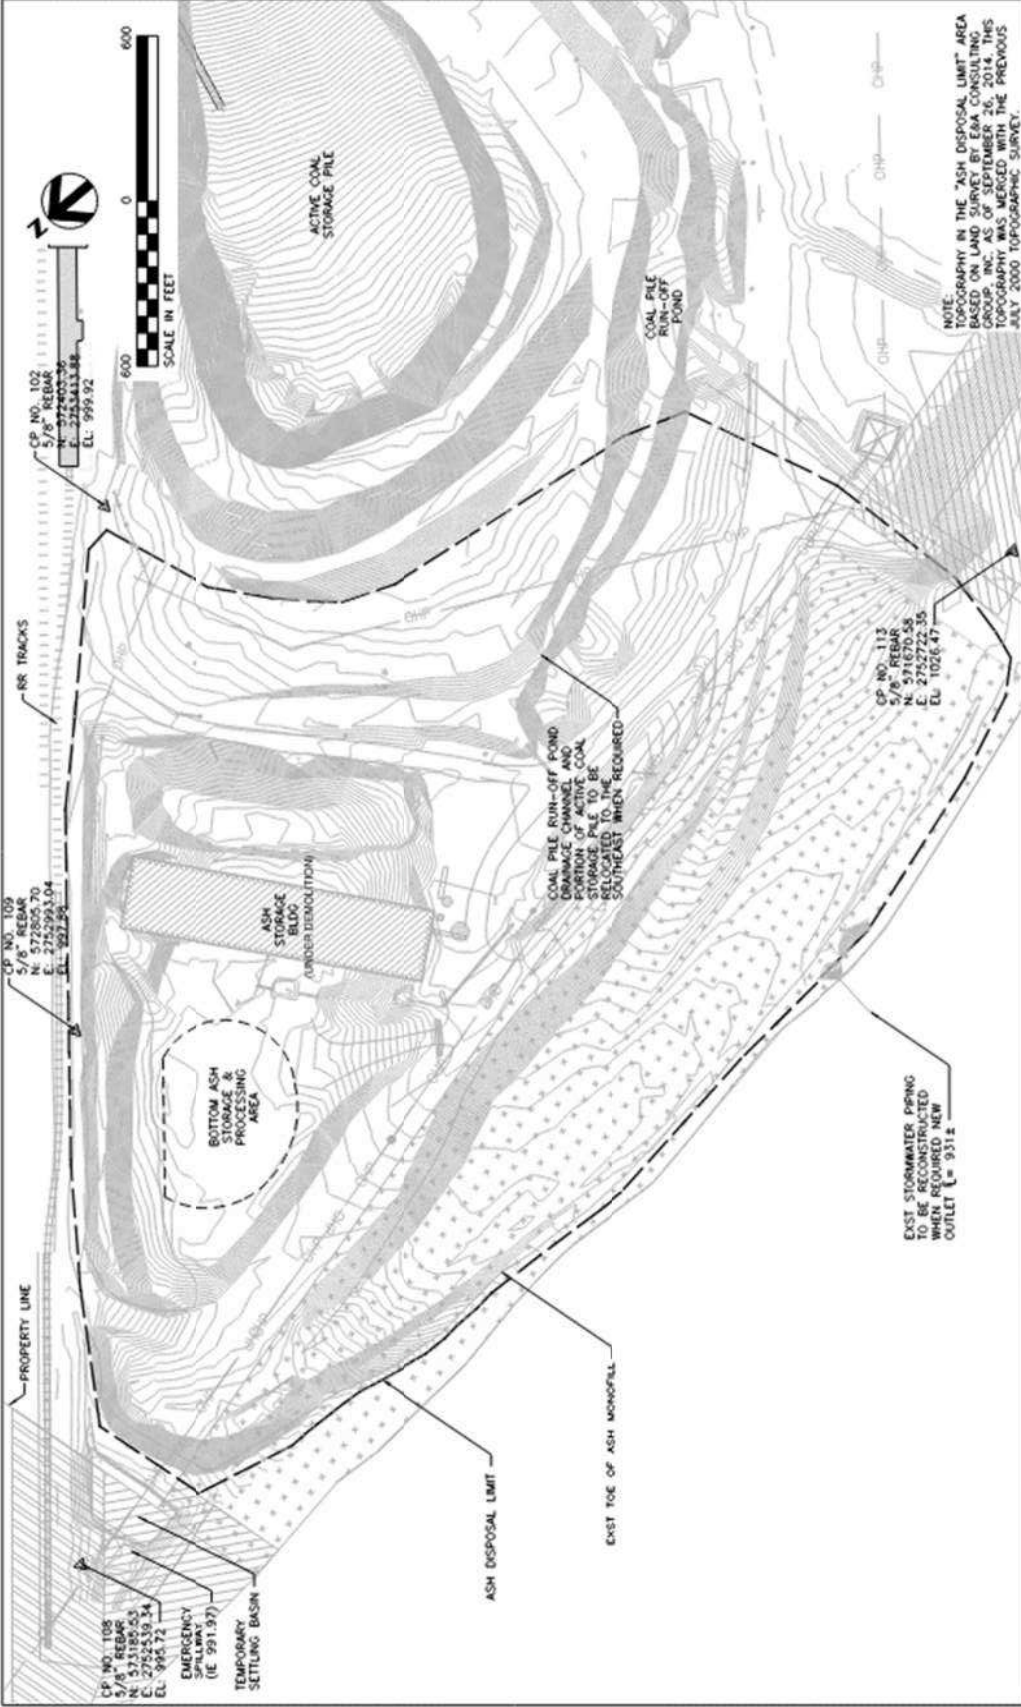 PROPERTY LINE
RR TRACKS
CP NO. 108
5/8" REBAR
N: 573185.53
E: 2752539.34
EL: 995.72
EMERGENCY
SPILLWAY
(IE 991.97)
TEMPORARY
SETTLING BASIN
CP NO. 109
5/8" REBAR
N: 572805.70
E: 2752993.04
EL: 997.88
CP NO. 102
5/8" REBAR
N: 572403.36
E: 2753413.88
EL: 999.92
N
600
0
600
SCALE IN FEET
ACTIVE COAL
STORAGE PILE
BOTTOM ASH
STORAGE &
PROCESSING
AREA
ASH
STORAGE
BLDG
(UNDER DEMOLITION)
COAL PILE
RUN-OFF
POND
COAL PILE RUN-OFF POND
DRAINAGE CHANNEL AND
PORTION OF ACTIVE COAL
STORAGE PILE TO BE
RELOCATED TO THE
SOUTHEAST WHEN REQUIRED
OHP
OHP
OHP
OHP
OHP
ASH DISPOSAL LIMIT
EXST TOE OF ASH MONOFILL
EXST STORMWATER PIPING
TO BE RECONSTRUCTED
WHEN REQUIRED NEW
OUTLET ℄= 931±
CP NO. 113
5/8" REBAR
N: 571670.58
E: 2752722.35
EL: 1026.47
NOTE:
TOPOGRAPHY IN THE "ASH DISPOSAL LIMIT" AREA
BASED ON LAND SURVEY BY E&A CONSULTING
GROUP, INC. AS OF SEPTEMBER 26, 2014. THIS
TOPOGRAPHY WAS MERGED WITH THE PREVIOUS
JULY 2000 TOPOGRAPHIC SURVEY.